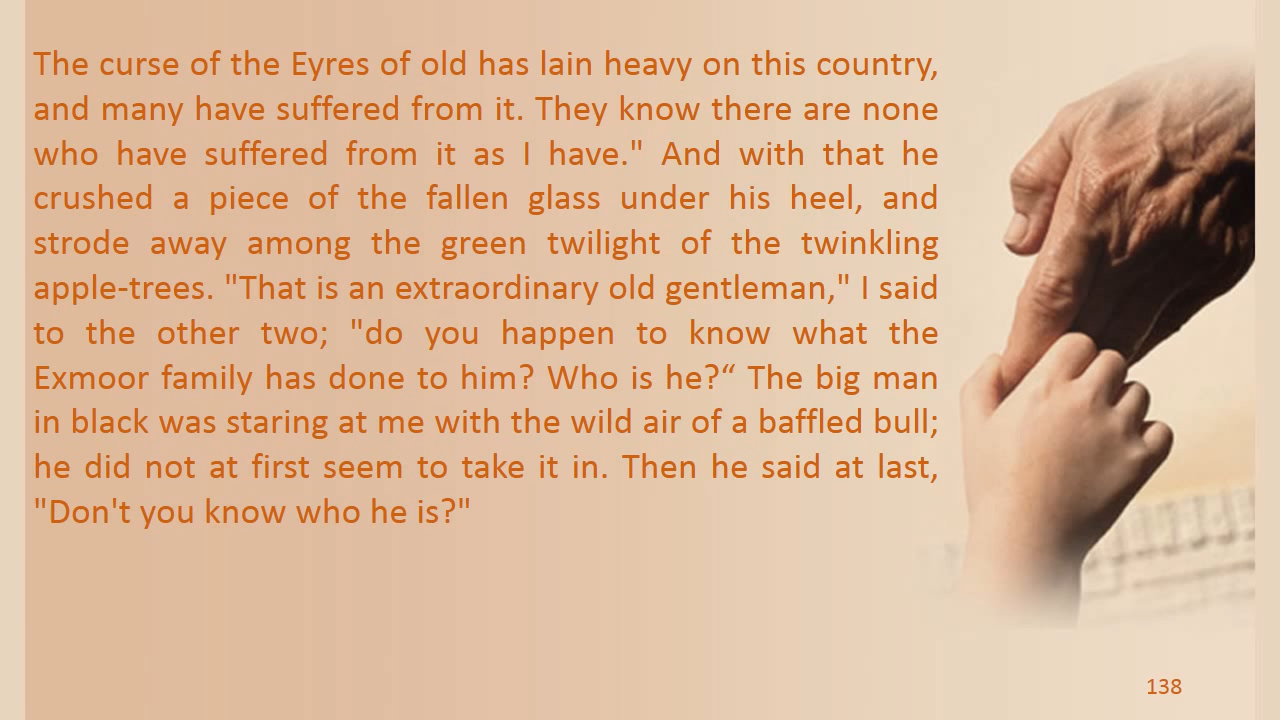 The curse of the Eyres of old has lain heavy on this country,
and many have suffered from it. They know there are none
who have suffered from it as I have." And with that he
crushed a piece of the fallen glass under his heel, and
strode away among the green twilight of the twinkling
apple-trees. "That is an extraordinary old gentleman," I said
to the other two; "do you happen to know what the
Exmoor family has done to him? Who is he?“ The big man
in black was staring at me with the wild air of a baffled bull;
he did not at first seem to take it in. Then he said at last,
"Don't you know who he is?"
138